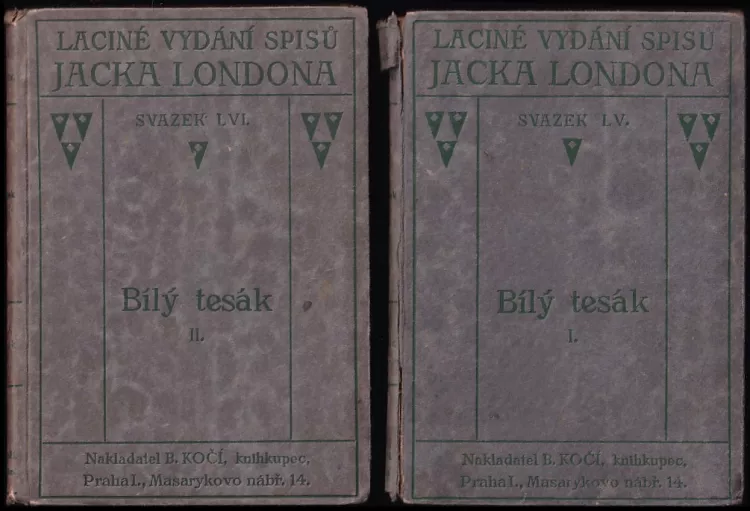 LACINÉ VYDÁNÍ SPISŮ
JACKA LONDONA
SVAZEK LVI.
Bílý tesák
II.
Nakladatel B. KOČÍ, knihkupec,
Praha I., Masarykovo nábř. 14.
LACINÉ VYDÁNÍ SPISŮ
JACKA LONDONA
SVAZEK LV.
Bílý tesák
I.
Nakladatel B. KOČÍ, knihkupec,
Praha I., Masarykovo nábř. 14.